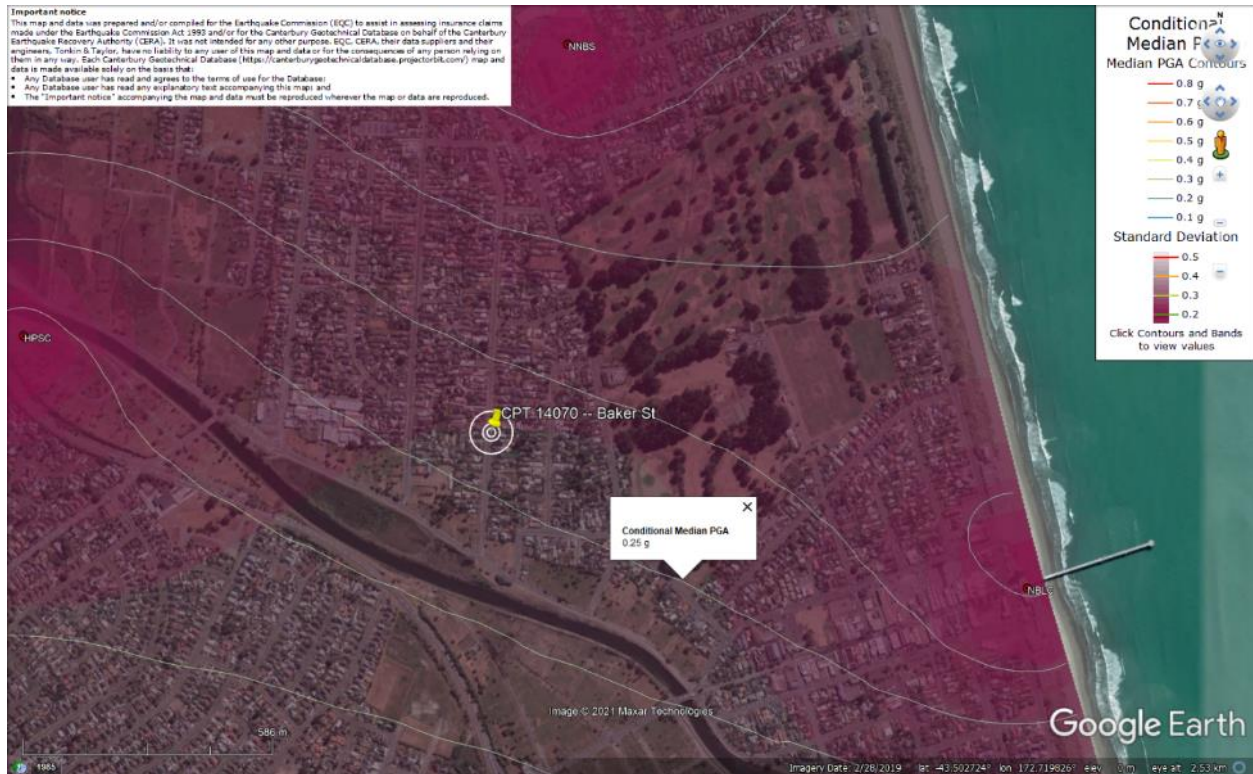 Important notice
This map and data was prepared and/or compiled for the Earthquake Commission (EQC) to assist in assessing insurance claims
made under the Earthquake Commission Act 1993 and/or for the Canterbury Geotechnical Database on behalf of the Canterbury
Earthquake Recovery Authority (CERA). It was not intended for any other purpose. EQC, CERA, their data suppliers and their
engineers, Tonkin & Taylor, have no liability to any user of this map and data or for the consequences of any person relying on
them in any way. Each Canterbury Geotechnical Database (https://canterburygeotechnicaldatabase.projectorbit.com/) map and
data is made available solely on the basis that:
• Any Database user has read and agrees to the terms of use for the Database;
• Any Database user has read any explanatory text accompanying this map; and
• The "Important notice" accompanying the map and data must be reproduced wherever the map or data are reproduced.
Conditional
Median
Median PGA Contours
0.8 g
0.7 g
0.6 g
0.5 g
0.4 g
0.3 g
0.2 g
0.1 g
Standard Deviation
0.5
0.4
0.3
0.2
Click Contours and Bands
to view values
N
NNBS
HPSC
CPT 14070 -- Baker St
Conditional Median PGA
0.25 g
Image © 2021 Maxar Technologies
Google Earth
586 m
1985
Imagery Date: 2/28/2019 lat -43.502724° lon 172.719826° elev 0 m eye alt 2.53 km